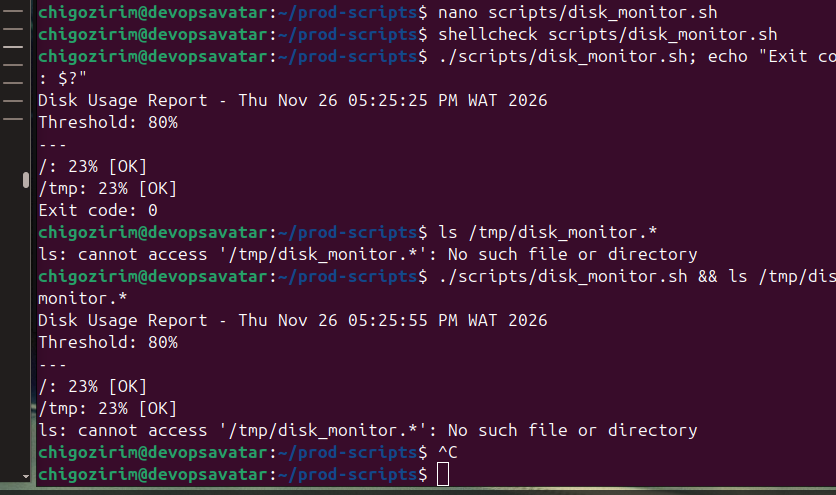 chigozirim@devopsavatar:~/prod-scripts$ nano scripts/disk_monitor.sh
chigozirim@devopsavatar:~/prod-scripts$ shellcheck scripts/disk_monitor.sh
chigozirim@devopsavatar:~/prod-scripts$ ./scripts/disk_monitor.sh; echo "Exit co
: $?"
Disk Usage Report - Thu Nov 26 05:25:25 PM WAT 2026
Threshold: 80%
---
/: 23% [OK]
/tmp: 23% [OK]
Exit code: 0
chigozirim@devopsavatar:~/prod-scripts$ ls /tmp/disk_monitor.*
ls: cannot access '/tmp/disk_monitor.*': No such file or directory
chigozirim@devopsavatar:~/prod-scripts$ ./scripts/disk_monitor.sh && ls /tmp/dis
monitor.*
Disk Usage Report - Thu Nov 26 05:25:55 PM WAT 2026
Threshold: 80%
---
/: 23% [OK]
/tmp: 23% [OK]
ls: cannot access '/tmp/disk_monitor.*': No such file or directory
chigozirim@devopsavatar:~/prod-scripts$ ^C
chigozirim@devopsavatar:~/prod-scripts$